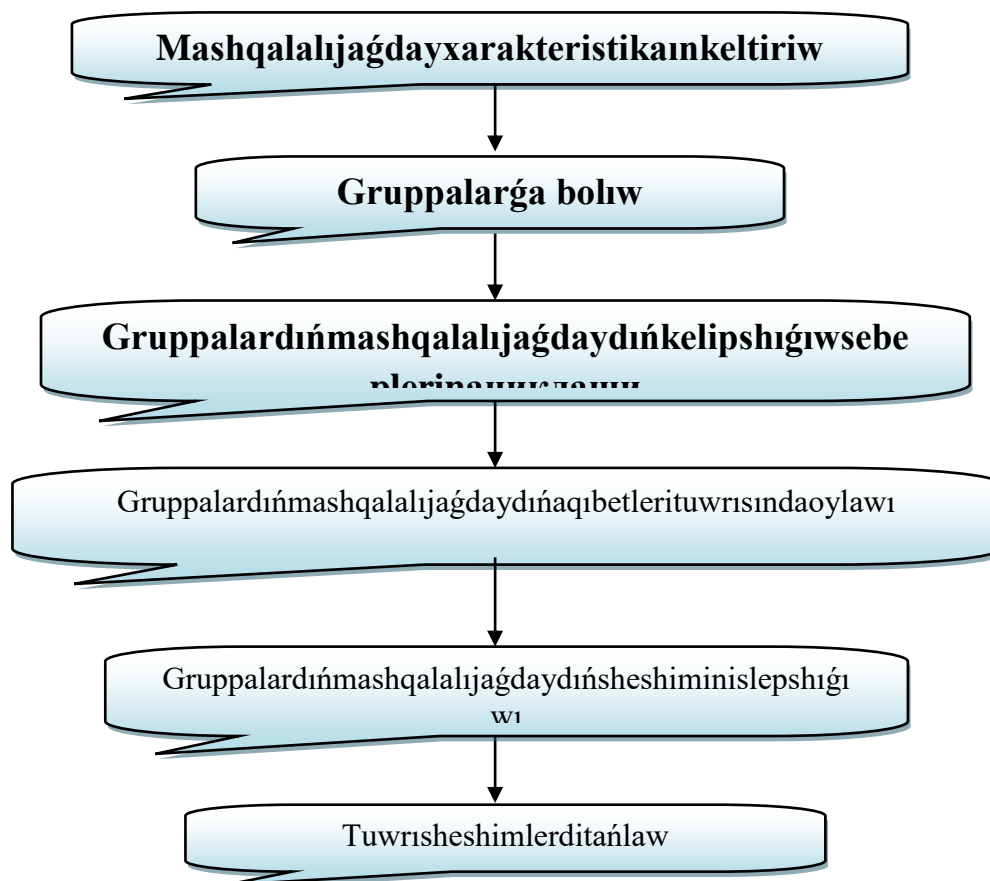 Mashqalalıjaǵdayxarakteristikaınkeltiriw
Gruppalarǵa bolıw
Gruppalardıńmashqalalıjaǵdaydıńkelipshıǵıwsebe
Gruppalardıńmashqalalıjaǵdaydıńaqıbetlerituwrısındaoylawı
Gruppalardıńmashqalalıjaǵdaydıńsheshiminislepshıǵı
wı
Tuwrısheshimlerditańlaw